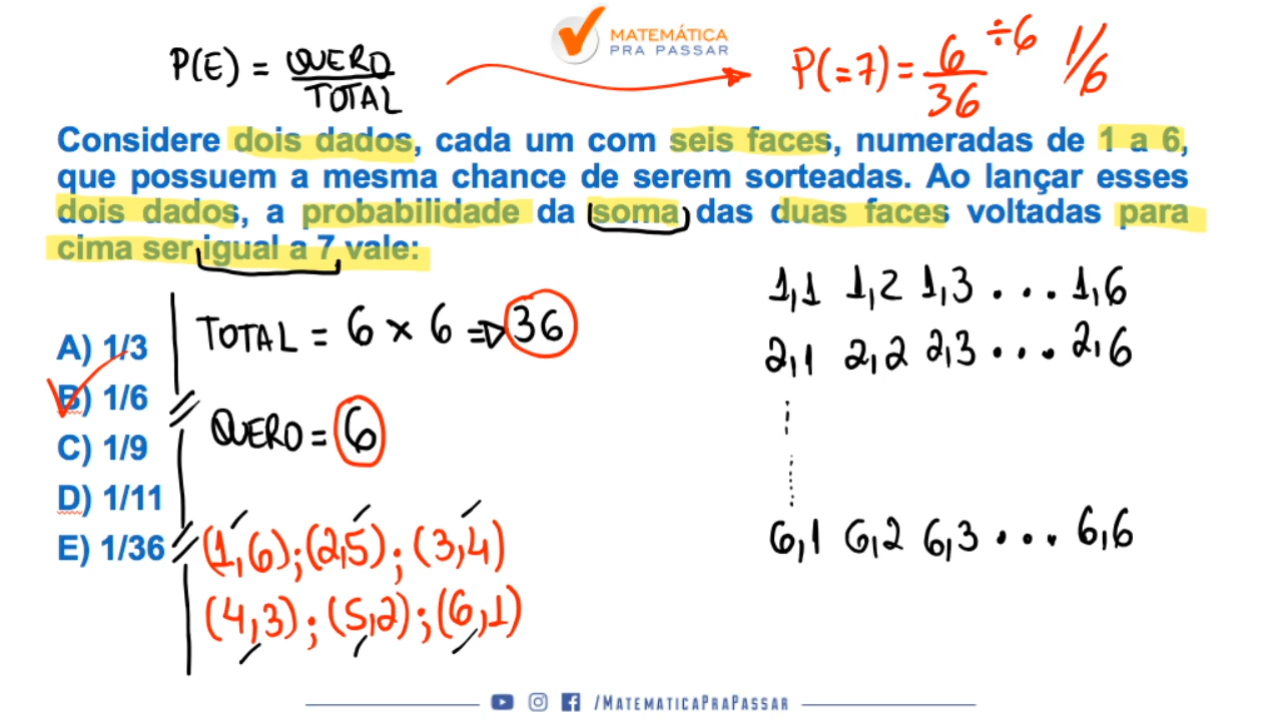 MATEMÁTICA
PRA PASSAR
P(E) = QUERO/TOTAL
P(=7) = 6/36 ÷6 1/6
Considere dois dados, cada um com seis faces, numeradas de 1 a 6,
que possuem a mesma chance de serem sorteadas. Ao lançar esses
dois dados, a probabilidade da soma das duas faces voltadas para
cima ser igual a 7 vale:
A) 1/3
B) 1/6
C) 1/9
D) 1/11
E) 1/36
TOTAL = 6 x 6 ⇒ 36
QUERO = 6
(1,6); (2,5); (3,4)
(4,3); (5,2); (6,1)
1,1 1,2 1,3 ... 1,6
2,1 2,2 2,3 ... 2,6
6,1 6,2 6,3 ... 6,6
/MATEMATICAPRAPASSAR